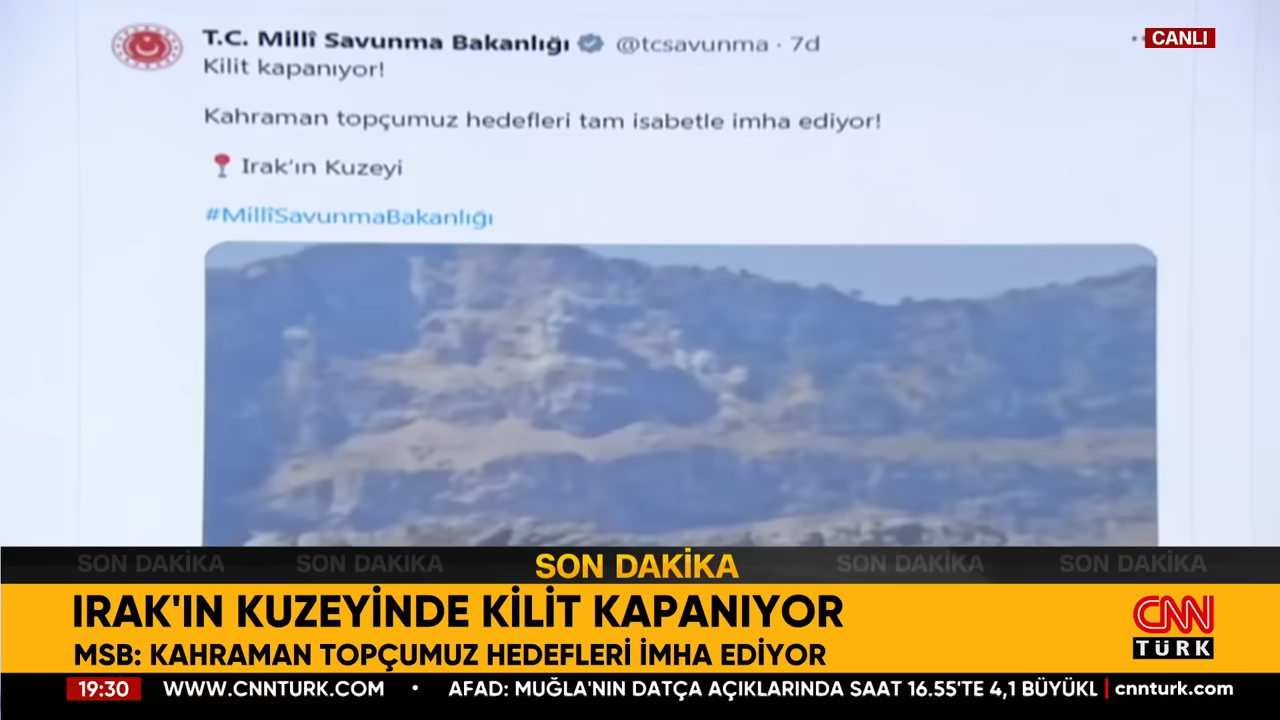 T.C. Millî Savunma Bakanlığı @tcsavunma · 7d
CANLI
Kilit kapanıyor!
Kahraman topçumuz hedefleri tam isabetle imha ediyor!
📍 Irak'ın Kuzeyi
#MillîSavunmaBakanlığı
SON DAKİKA SON DAKİKA SON DAKİKA SON DAKİKA SON DAKİKA
IRAK'IN KUZEYİNDE KİLİT KAPANIYOR
MSB: KAHRAMAN TOPÇUMUZ HEDEFLERİ İMHA EDİYOR
CNN
TÜRK
19:30 WWW.CNNTURK.COM • AFAD: MUĞLA'NIN DATÇA AÇIKLARINDA SAAT 16.55'TE 4,1 BÜYÜKL cnnturk.com